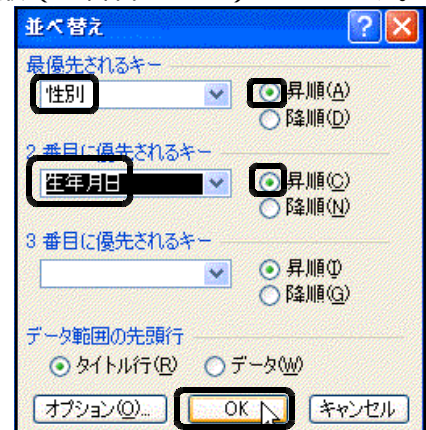 並べ替え
最優先されるキー
性別
昇順(A)
降順(D)
2 番目に優先されるキー
生年月日
昇順(C)
降順(N)
3 番目に優先されるキー
昇順(I)
降順(G)
データ範囲の先頭行
タイトル行(R) データ(W)
オプション(O)... OK キャンセル